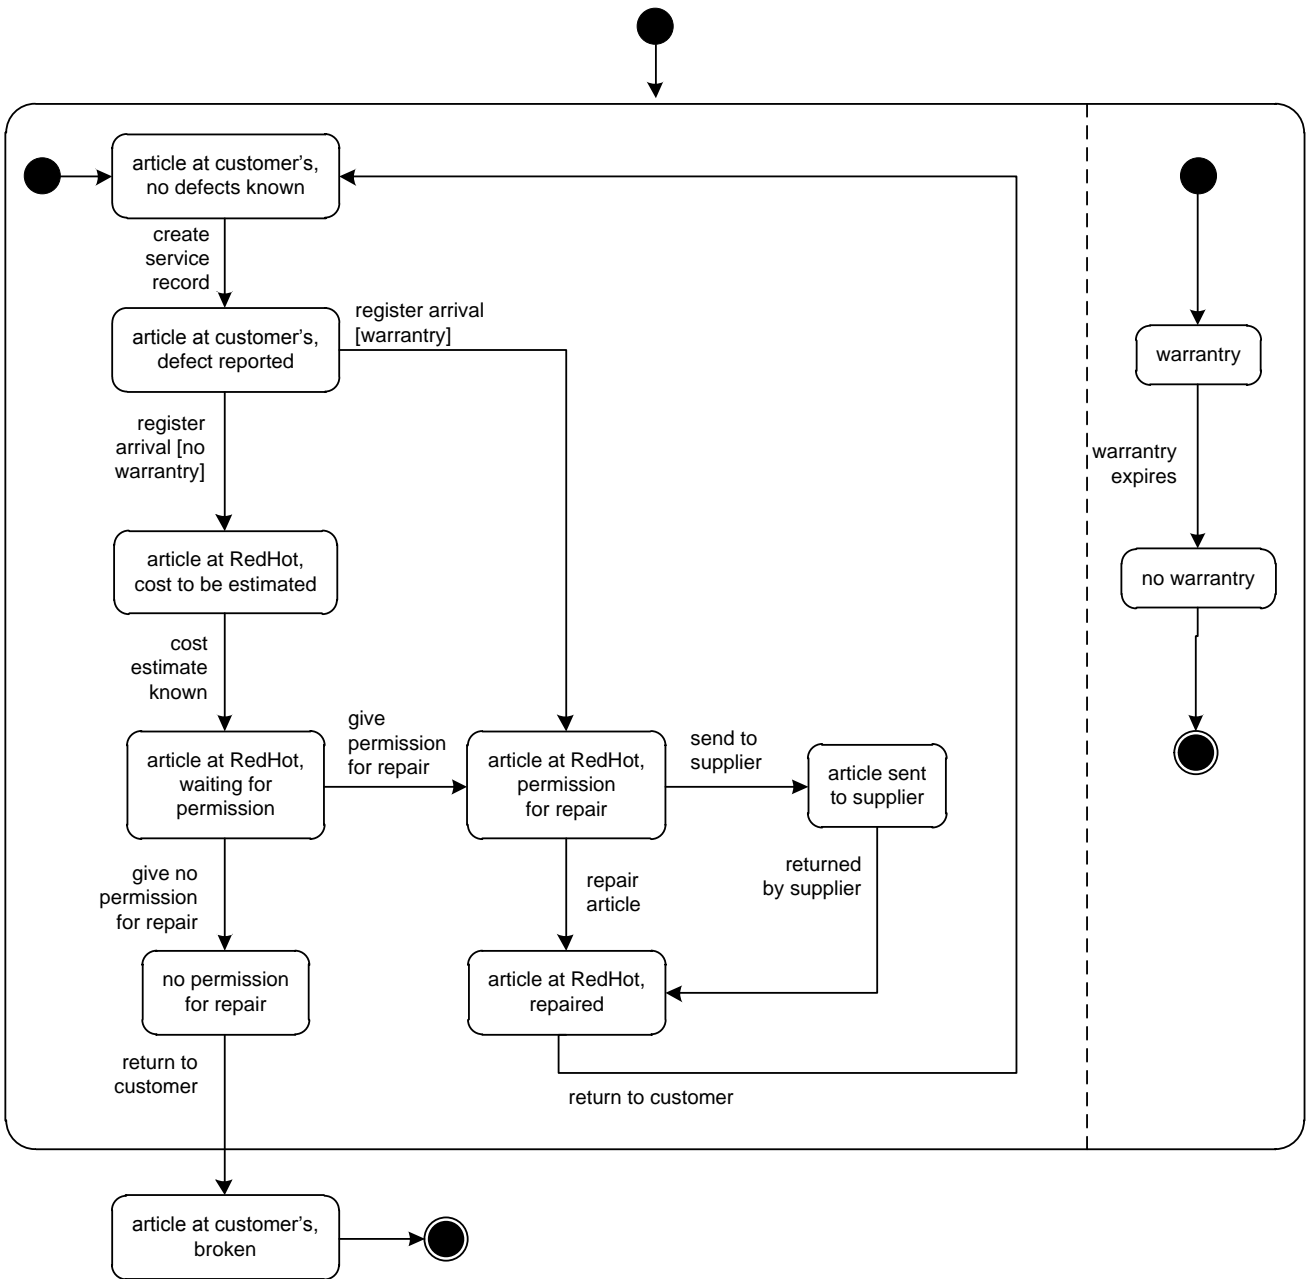 article at customer's,
no defects known
create
service
record
article at customer's,
defect reported
register arrival
[warrantry]
register
arrival [no
warrantry]
article at RedHot,
cost to be estimated
cost
estimate
known
article at RedHot,
waiting for
permission
give
permission
for repair
article at RedHot,
permission
for repair
send to
supplier
article sent
to supplier
give no
permission
for repair
repair
article
returned
by supplier
no permission
for repair
article at RedHot,
repaired
return to
customer
return to customer
article at customer's,
broken
warrantry
warrantry
expires
no warrantry